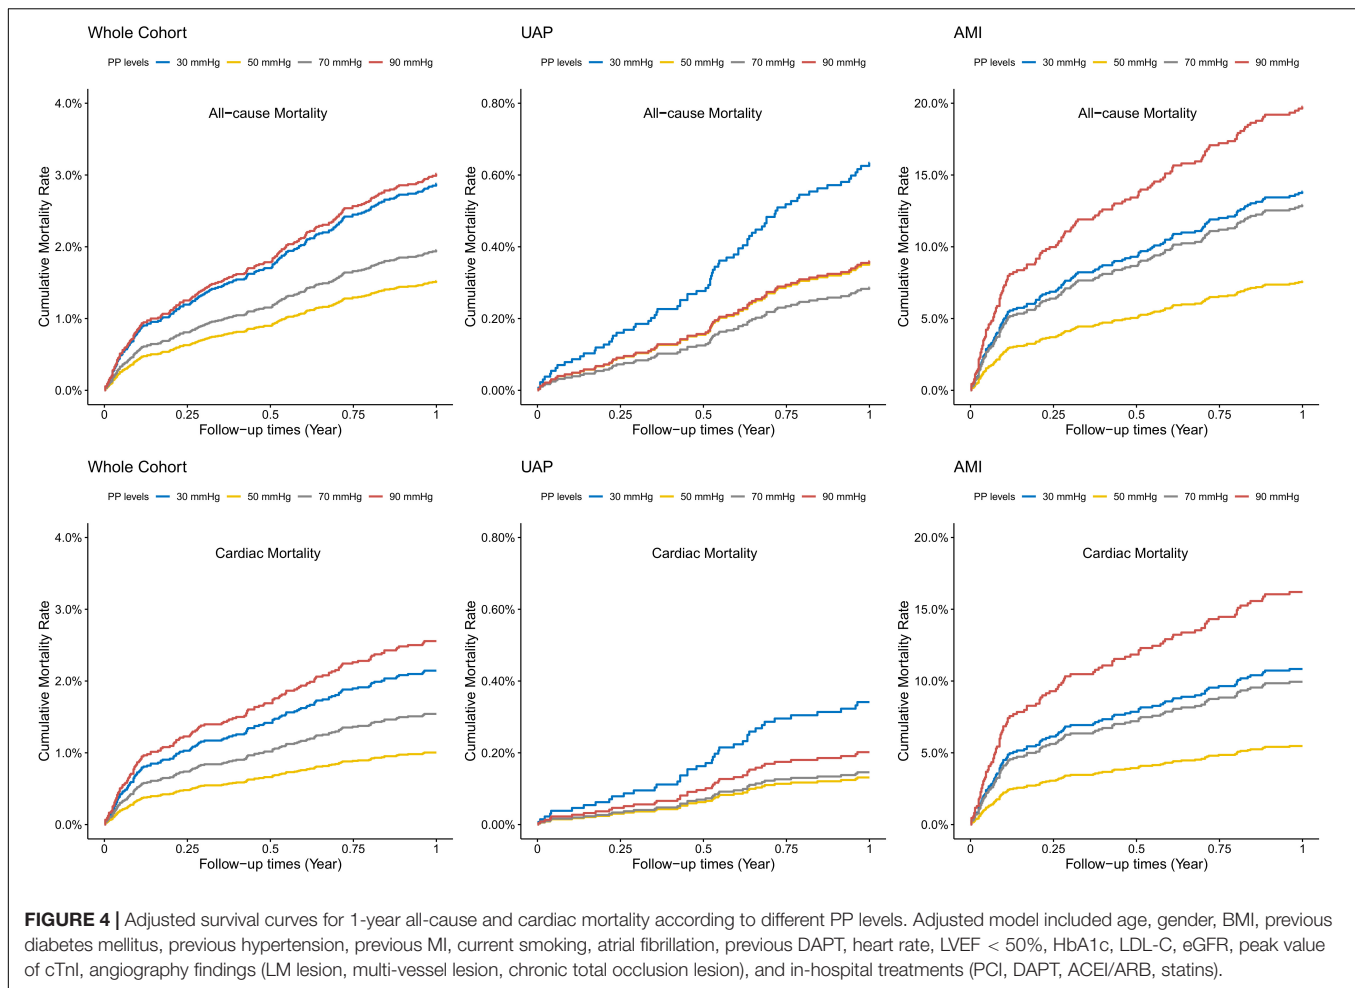 Whole Cohort
PP levels 30 mmHg 50 mmHg 70 mmHg 90 mmHg
All−cause Mortality
Cumulative Mortality Rate
4.0%
3.0%
2.0%
1.0%
0.0%
0 0.25 0.5 0.75 1
Follow−up times (Year)
UAP
PP levels 30 mmHg 50 mmHg 70 mmHg 90 mmHg
All−cause Mortality
Cumulative Mortality Rate
0.80%
0.60%
0.40%
0.20%
0.00%
0 0.25 0.5 0.75 1
Follow−up times (Year)
AMI
PP levels 30 mmHg 50 mmHg 70 mmHg 90 mmHg
All−cause Mortality
Cumulative Mortality Rate
20.0%
15.0%
10.0%
5.0%
0.0%
0 0.25 0.5 0.75 1
Follow−up times (Year)
Whole Cohort
PP levels 30 mmHg 50 mmHg 70 mmHg 90 mmHg
Cardiac Mortality
Cumulative Mortality Rate
4.0%
3.0%
2.0%
1.0%
0.0%
0 0.25 0.5 0.75 1
Follow−up times (Year)
UAP
PP levels 30 mmHg 50 mmHg 70 mmHg 90 mmHg
Cardiac Mortality
Cumulative Mortality Rate
0.80%
0.60%
0.40%
0.20%
0.00%
0 0.25 0.5 0.75 1
Follow−up times (Year)
AMI
PP levels 30 mmHg 50 mmHg 70 mmHg 90 mmHg
Cardiac Mortality
Cumulative Mortality Rate
20.0%
15.0%
10.0%
5.0%
0.0%
0 0.25 0.5 0.75 1
Follow−up times (Year)
FIGURE 4 | Adjusted survival curves for 1-year all-cause and cardiac mortality according to different PP levels. Adjusted model included age, gender, BMI, previous
diabetes mellitus, previous hypertension, previous MI, current smoking, atrial fibrillation, previous DAPT, heart rate, LVEF < 50%, HbA1c, LDL-C, eGFR, peak value
of cTnI, angiography findings (LM lesion, multi-vessel lesion, chronic total occlusion lesion), and in-hospital treatments (PCI, DAPT, ACEI/ARB, statins).